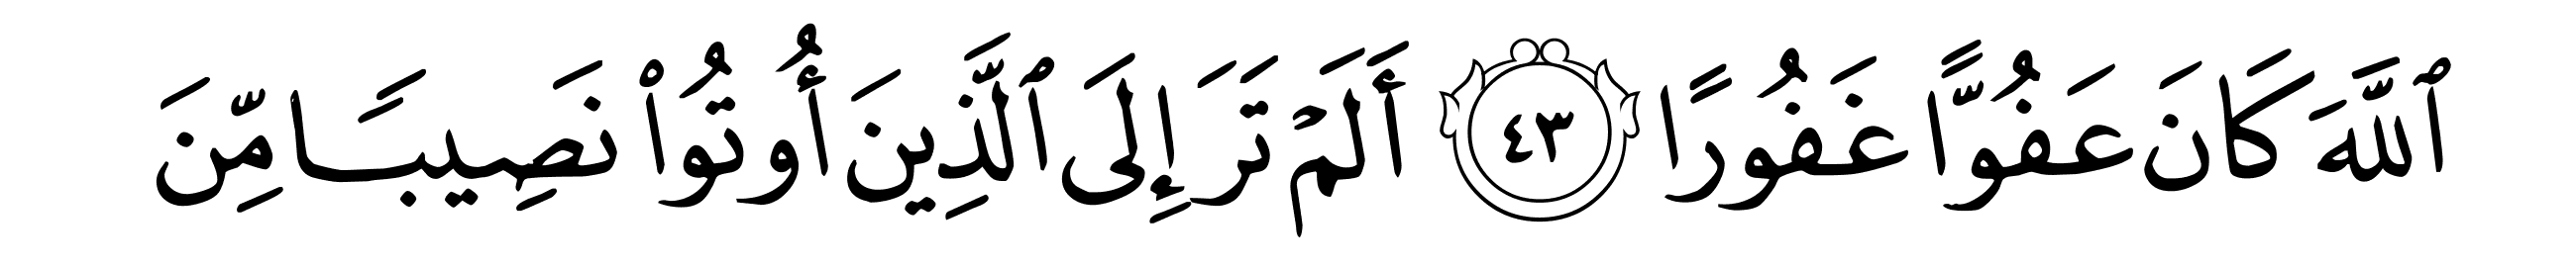 ٱللَّهَ كَانَ عَفُوًّا غَفُورًا ٤٣ أَلَمۡ تَرَ إِلَى ٱلَّذِينَ أُوتُواْ نَصِيبٗا مِّنَ